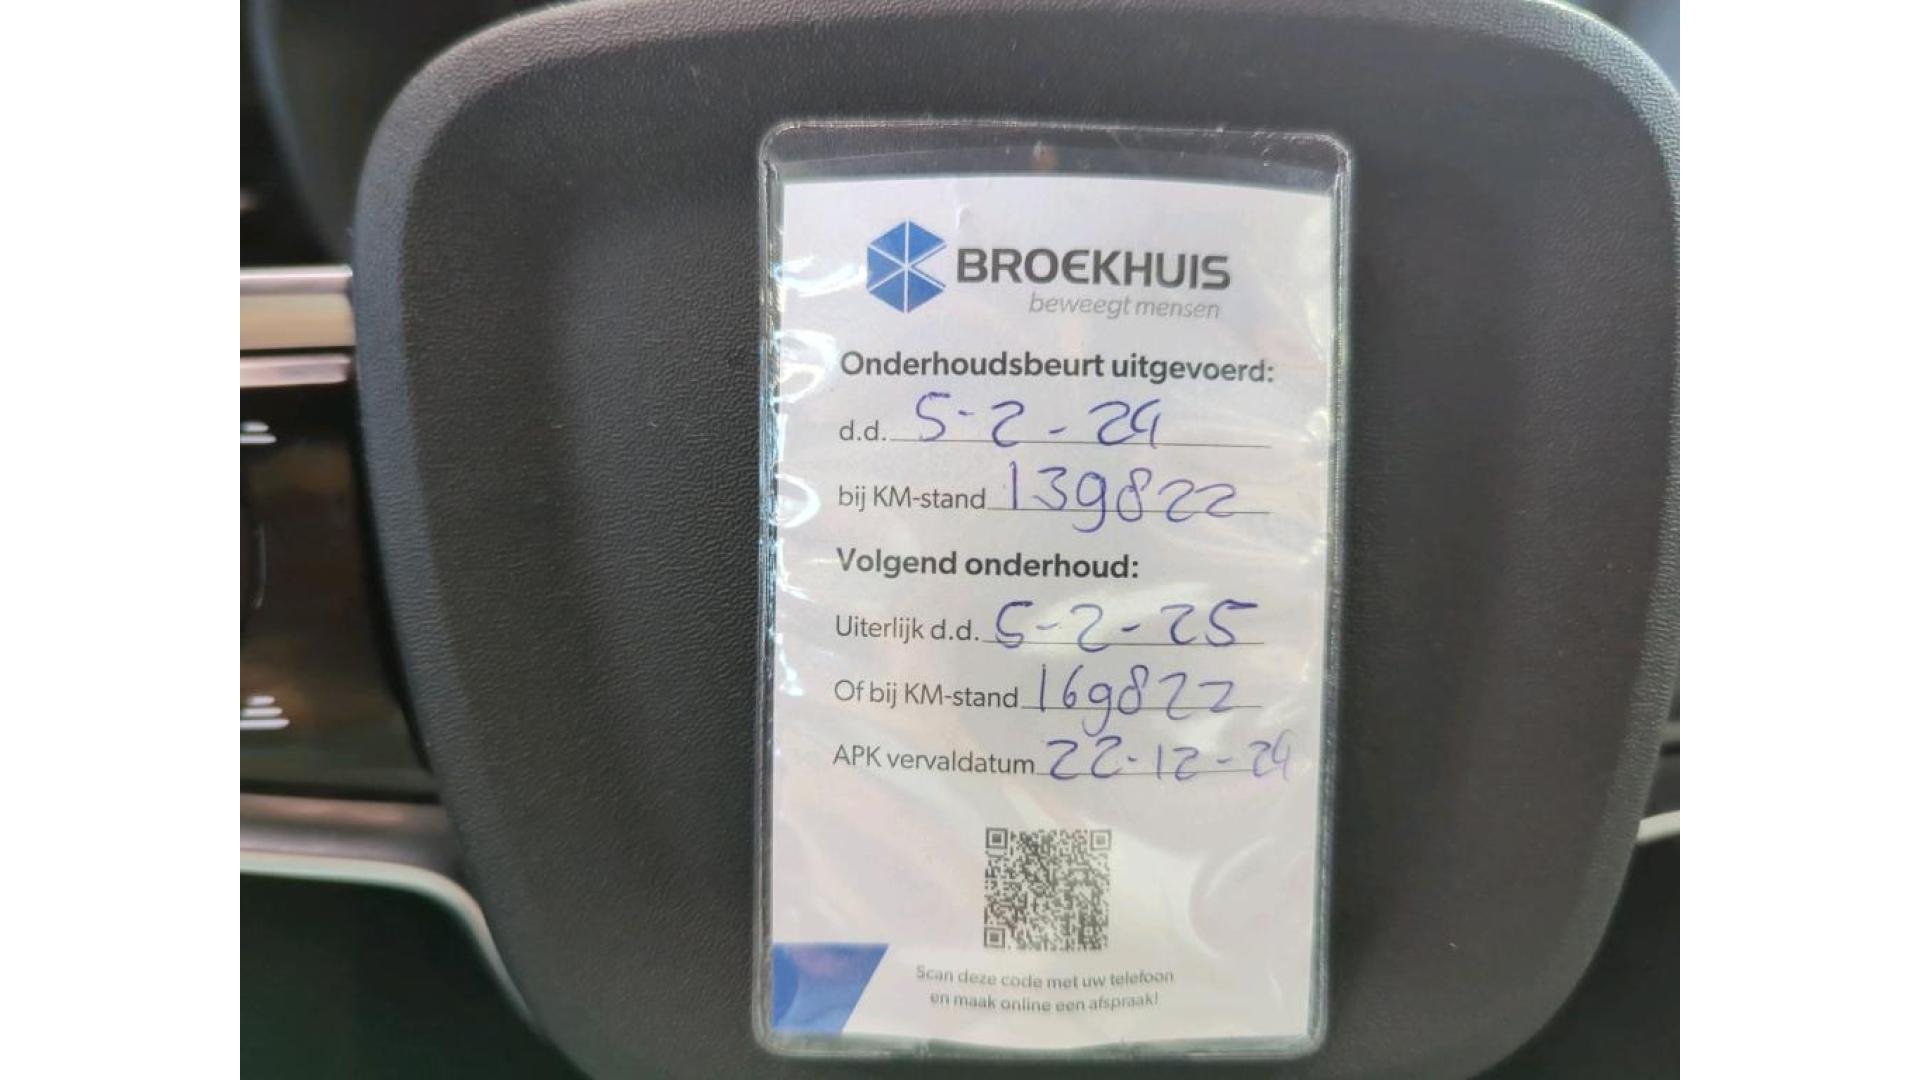 BROEKHUIS
beweegt mensen
Onderhoudsbeurt uitgevoerd:
d.d. 5-2-24
bij KM-stand 139822
Volgend onderhoud:
Uiterlijk d.d. 5-2-25
Of bij KM-stand 169822
APK vervaldatum 22-12-24
Scan deze code met uw telefoon
en maak online een afspraak!